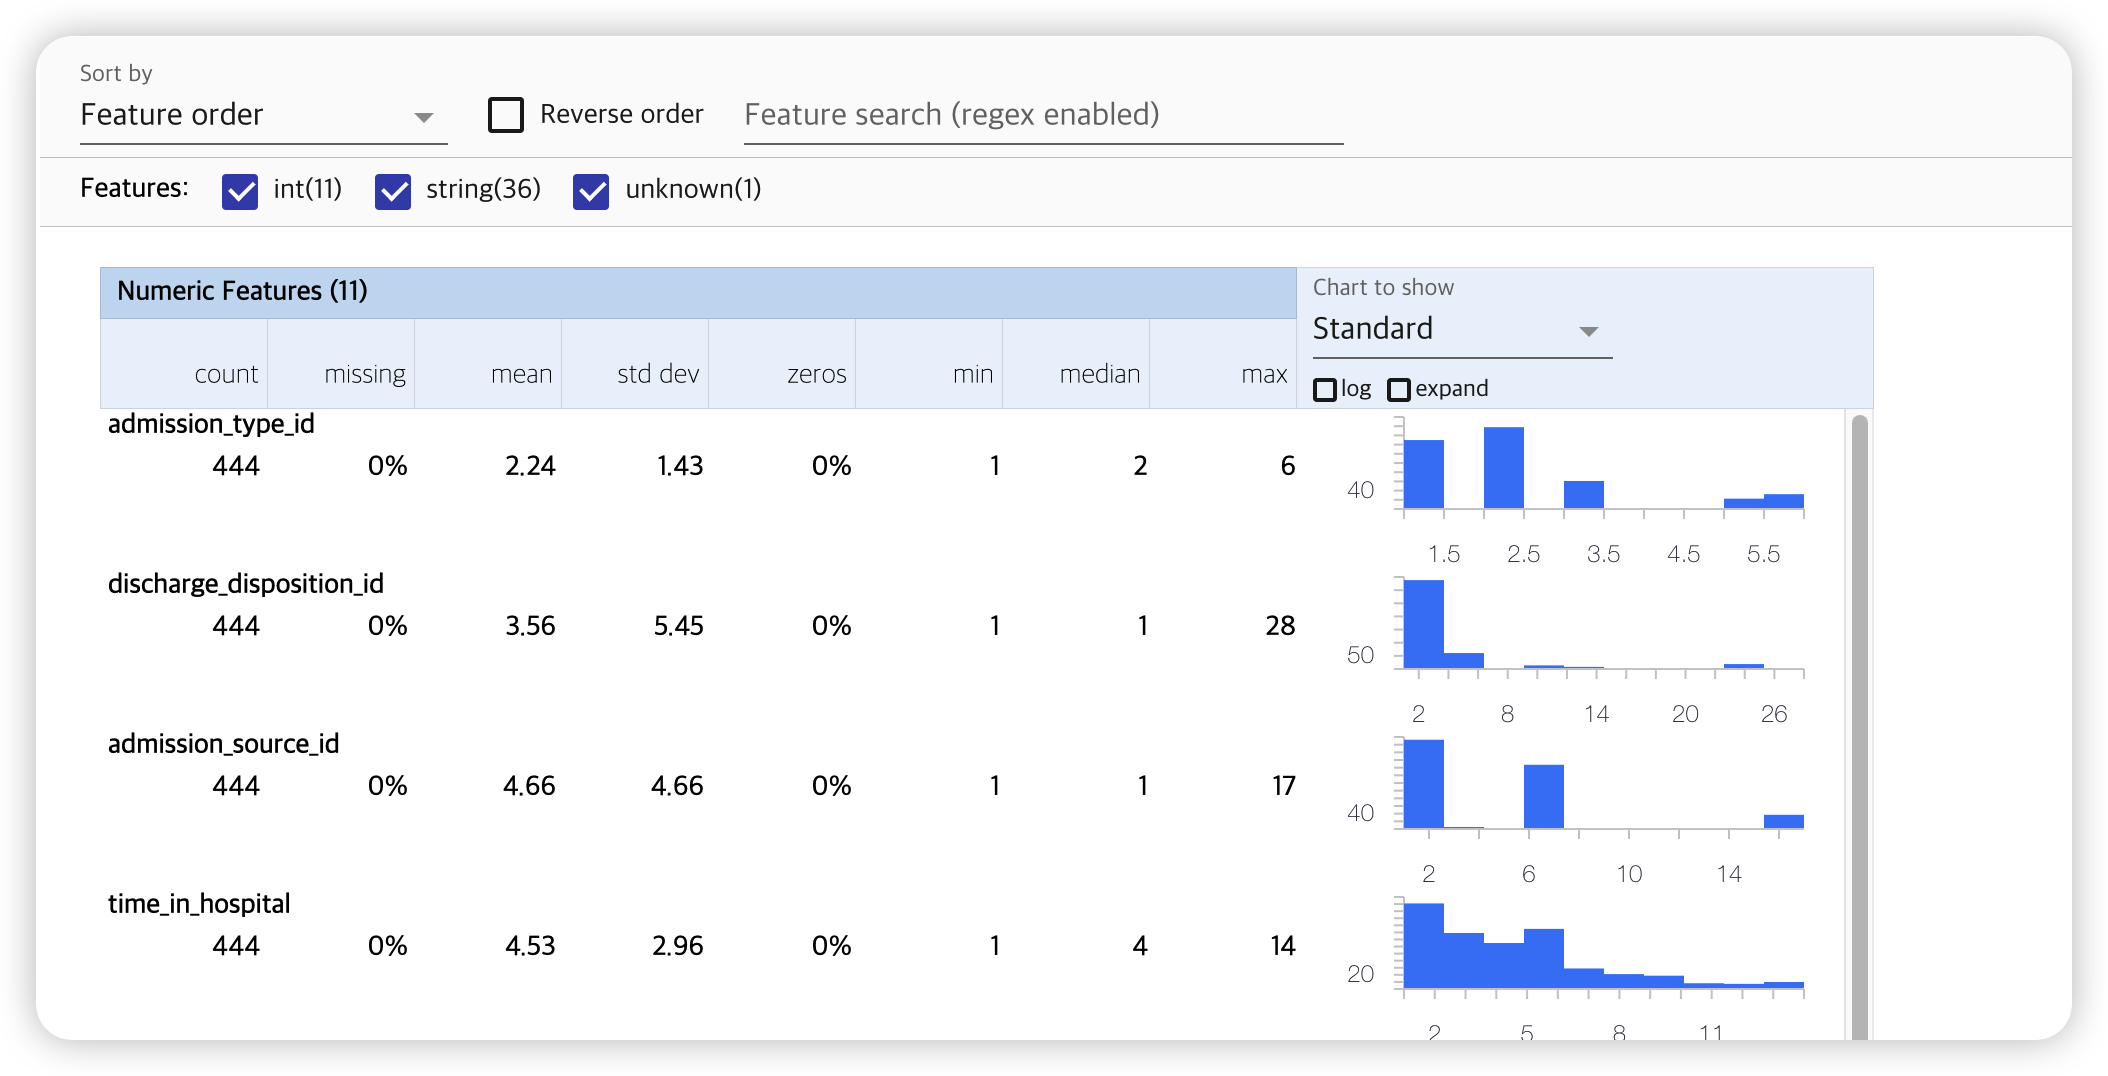 Sort by
Feature order
Reverse order
Feature search (regex enabled)
Features: int(11) string(36) unknown(1)
Numeric Features (11)
Chart to show
Standard
count missing mean std dev zeros min median max
log expand
admission_type_id
444 0% 2.24 1.43 0% 1 2 6
40
1.5 2.5 3.5 4.5 5.5
discharge_disposition_id
444 0% 3.56 5.45 0% 1 1 28
50
2 8 14 20 26
admission_source_id
444 0% 4.66 4.66 0% 1 1 17
40
2 6 10 14
time_in_hospital
444 0% 4.53 2.96 0% 1 4 14
20
2 5 8 11